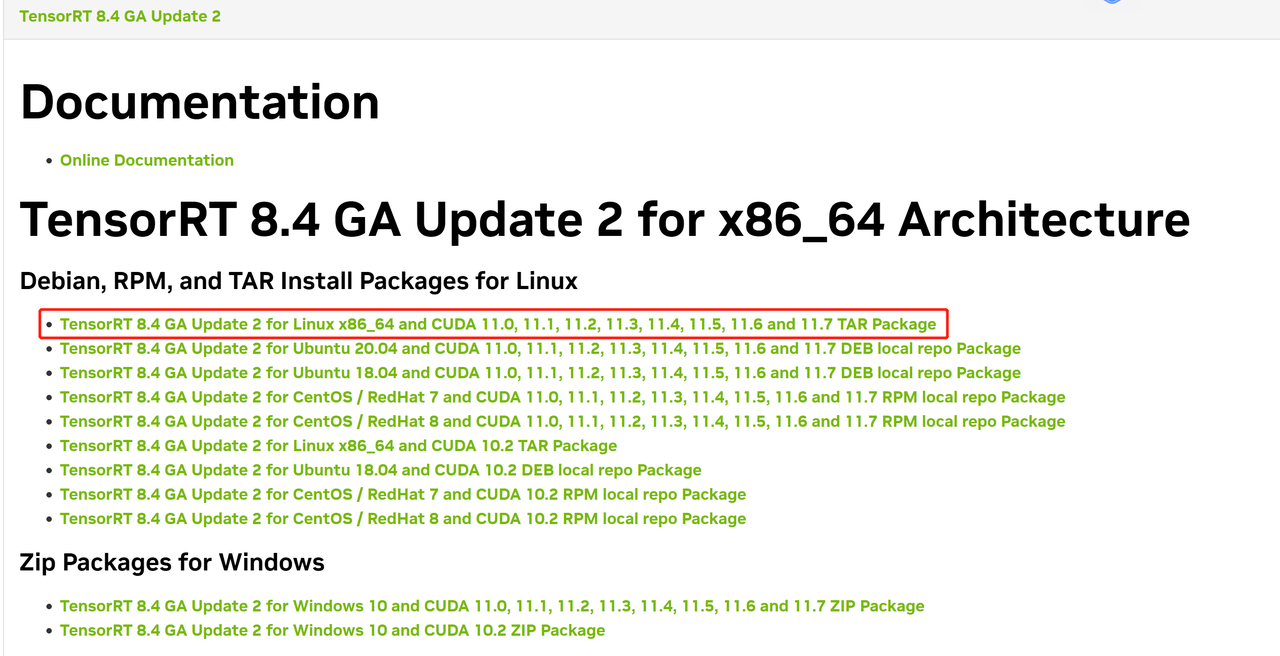 TensorRT 8.4 GA Update 2
Documentation
Online Documentation
TensorRT 8.4 GA Update 2 for x86_64 Architecture
Debian, RPM, and TAR Install Packages for Linux
TensorRT 8.4 GA Update 2 for Linux x86_64 and CUDA 11.0, 11.1, 11.2, 11.3, 11.4, 11.5, 11.6 and 11.7 TAR Package
TensorRT 8.4 GA Update 2 for Ubuntu 20.04 and CUDA 11.0, 11.1, 11.2, 11.3, 11.4, 11.5, 11.6 and 11.7 DEB local repo Package
TensorRT 8.4 GA Update 2 for Ubuntu 18.04 and CUDA 11.0, 11.1, 11.2, 11.3, 11.4, 11.5, 11.6 and 11.7 DEB local repo Package
TensorRT 8.4 GA Update 2 for CentOS / RedHat 7 and CUDA 11.0, 11.1, 11.2, 11.3, 11.4, 11.5, 11.6 and 11.7 RPM local repo Package
TensorRT 8.4 GA Update 2 for CentOS / RedHat 8 and CUDA 11.0, 11.1, 11.2, 11.3, 11.4, 11.5, 11.6 and 11.7 RPM local repo Package
TensorRT 8.4 GA Update 2 for Linux x86_64 and CUDA 10.2 TAR Package
TensorRT 8.4 GA Update 2 for Ubuntu 18.04 and CUDA 10.2 DEB local repo Package
TensorRT 8.4 GA Update 2 for CentOS / RedHat 7 and CUDA 10.2 RPM local repo Package
TensorRT 8.4 GA Update 2 for CentOS / RedHat 8 and CUDA 10.2 RPM local repo Package
Zip Packages for Windows
TensorRT 8.4 GA Update 2 for Windows 10 and CUDA 11.0, 11.1, 11.2, 11.3, 11.4, 11.5, 11.6 and 11.7 ZIP Package
TensorRT 8.4 GA Update 2 for Windows 10 and CUDA 10.2 ZIP Package